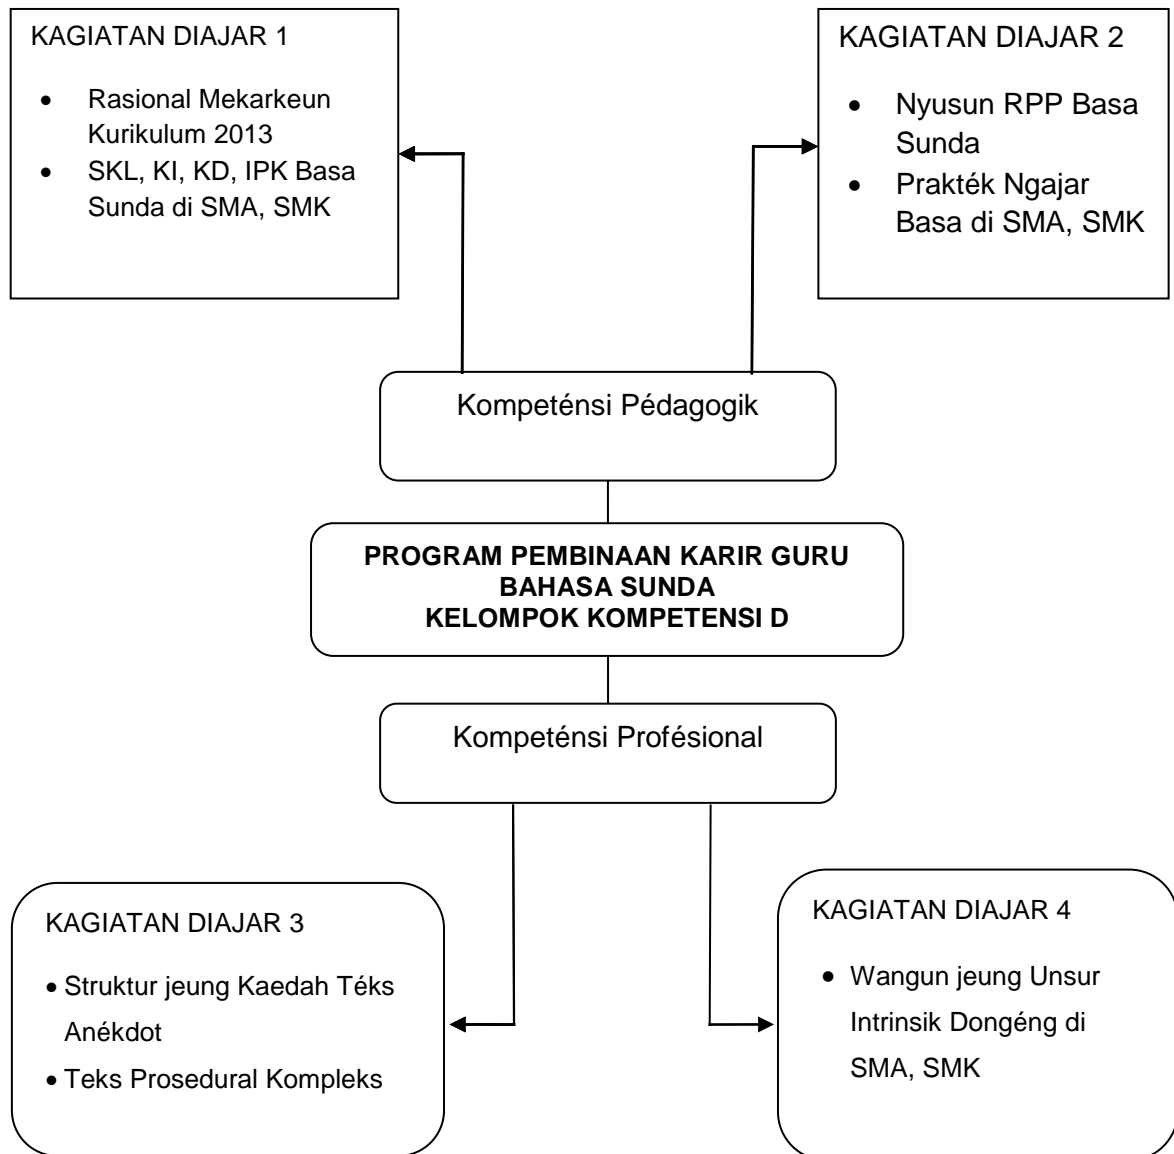 KAGIATAN DIAJAR 1
• Rasional Mekarkeun
Kurikulum 2013
• SKL, KI, KD, IPK Basa
Sunda di SMA, SMK
KAGIATAN DIAJAR 2
• Nyusun RPP Basa
Sunda
• Prakték Ngajar
Basa di SMA, SMK
Kompeténsi Pédagogik
PROGRAM PEMBINAAN KARIR GURU
BAHASA SUNDA
KELOMPOK KOMPETENSI D
Kompeténsi Profésional
KAGIATAN DIAJAR 3
• Struktur jeung Kaedah Téks
Anékdot
• Teks Prosedural Kompleks
KAGIATAN DIAJAR 4
• Wangun jeung Unsur
Intrinsik Dongéng di
SMA, SMK